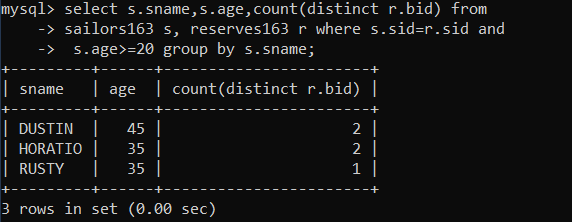 mysql> select s.sname,s.age,count(distinct r.bid) from
    -> sailors163 s, reserves163 r where s.sid=r.sid and
    ->  s.age>=20 group by s.sname;
+---------+------+-----------------------+
| sname   | age  | count(distinct r.bid) |
+---------+------+-----------------------+
| DUSTIN  |   45 |                     2 |
| HORATIO |   35 |                     2 |
| RUSTY   |   35 |                     1 |
+---------+------+-----------------------+
3 rows in set (0.00 sec)